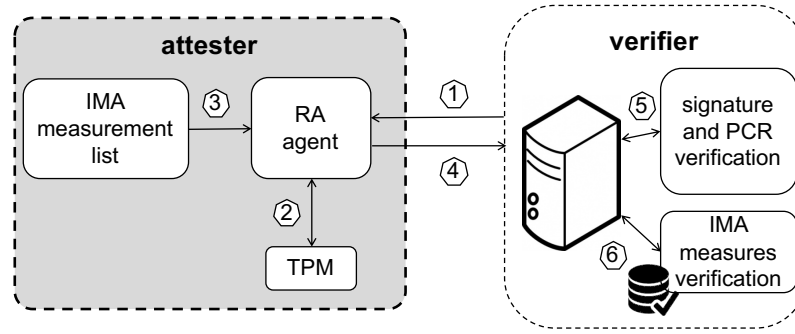 attester
IMA
measurement
list
3
RA
agent
2
TPM
1
4
verifier
5
signature
and PCR
verification
6
IMA
measures
verification